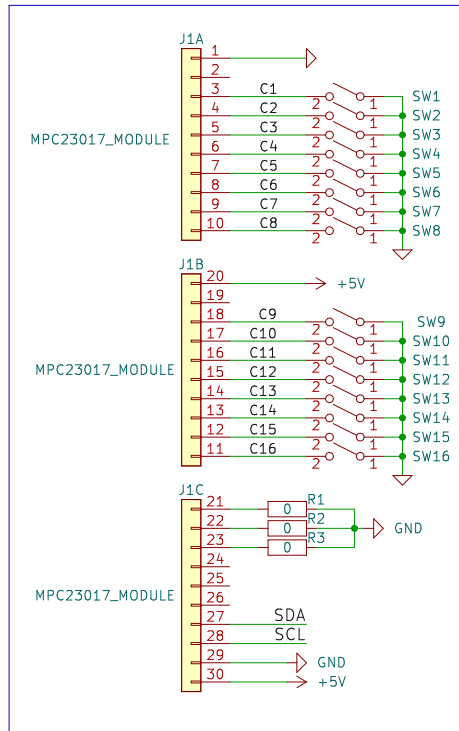 J1A
1
2
3 C1 2 1 SW1
4 C2 2 1 SW2
5 C3 2 1 SW3
MPC23017_MODULE
6 C4 2 1 SW4
7 C5 2 1 SW5
8 C6 2 1 SW6
9 C7 2 1 SW7
10 C8 2 1 SW8
J1B
20 +5V
19
18 C9 2 1 SW9
17 C10 2 1 SW10
16 C11 2 1 SW11
MPC23017_MODULE
15 C12 2 1 SW12
14 C13 2 1 SW13
13 C14 2 1 SW14
12 C15 2 1 SW15
11 C16 2 1 SW16
J1C
21 0 R1
22 0 R2 GND
23 0 R3
24
25
MPC23017_MODULE
26
27 SDA
28 SCL
29 GND
30 +5V